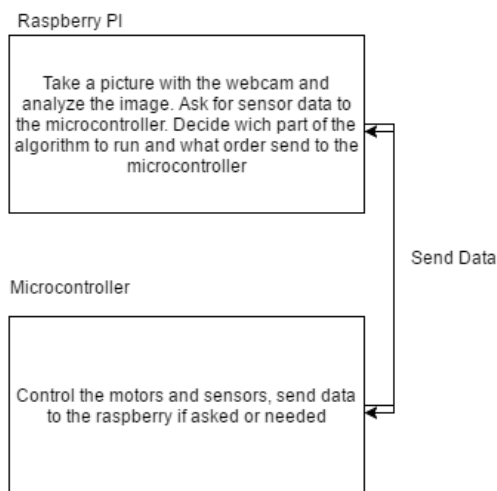 Raspberry PI
Take a picture with the webcam and
analyze the image. Ask for sensor data to
the microcontroller. Decide wich part of the
algorithm to run and what order send to the
microcontroller
Send Data
Microcontroller
Control the motors and sensors, send data
to the raspberry if asked or needed